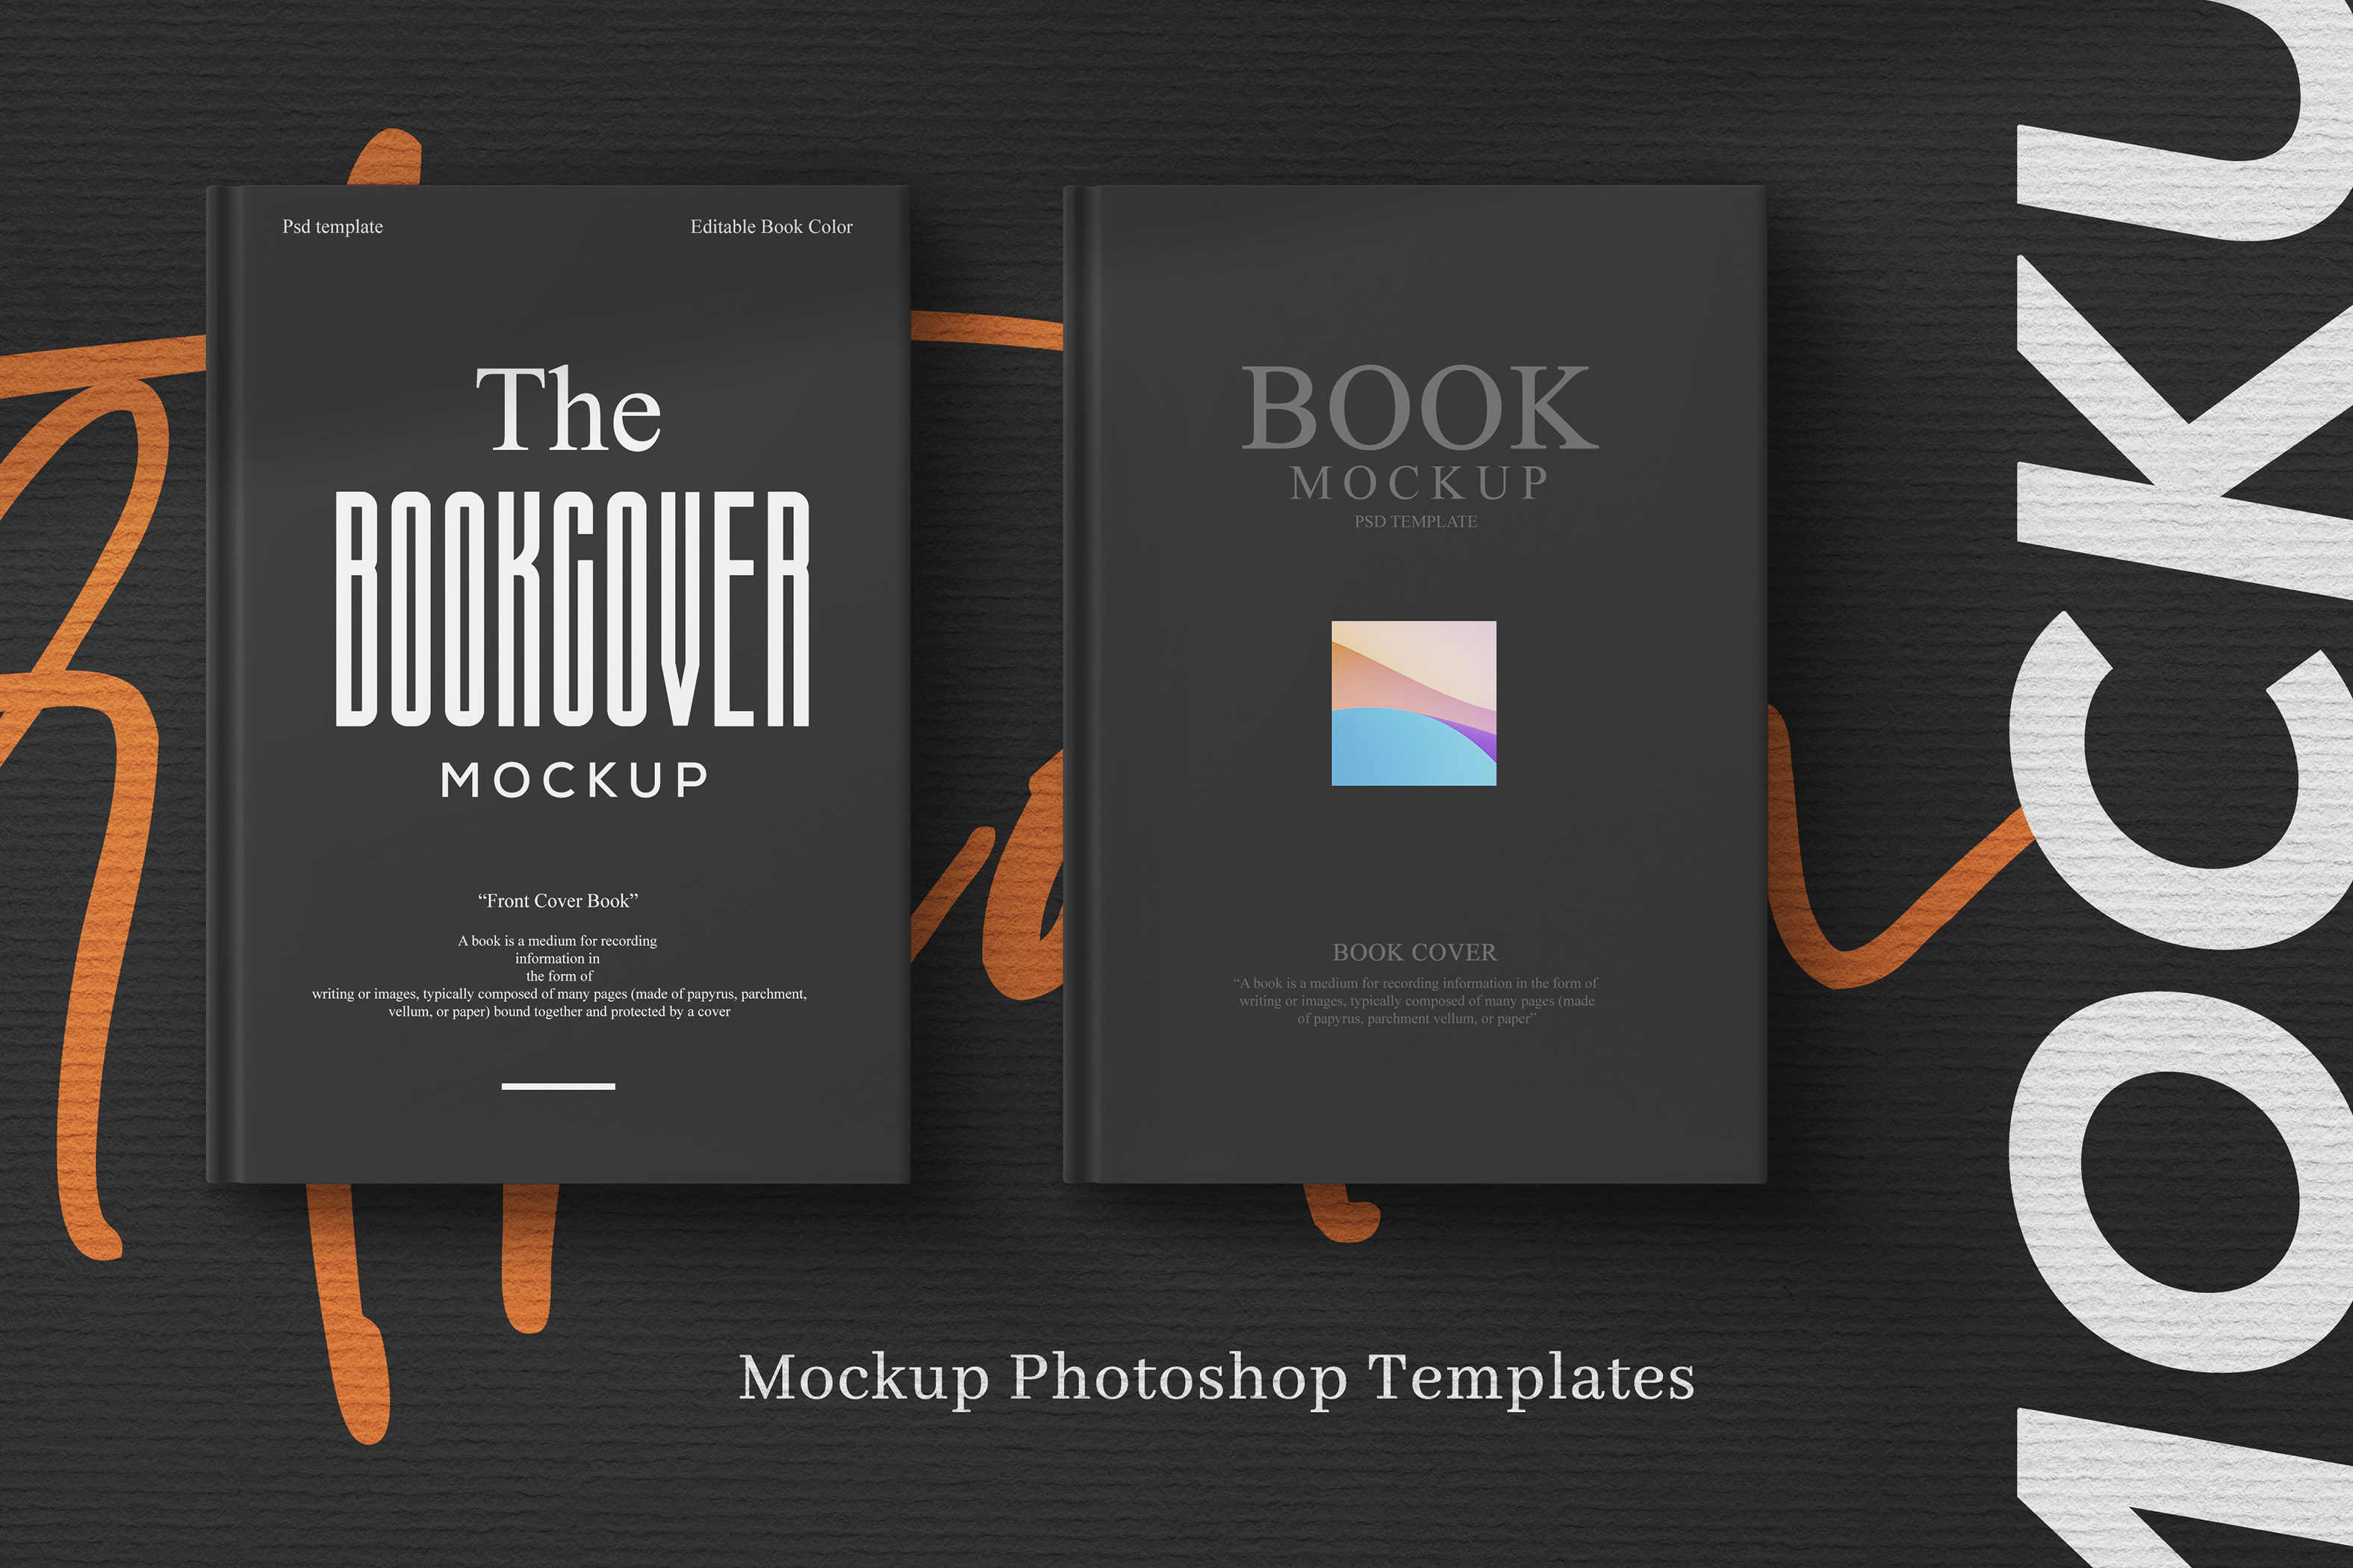 Psd template
Editable Book Color
The
BOOKCOVER
MOCKUP
“Front Cover Book”
A book is a medium for recording
information in
the form of
writing or images, typically composed of many pages (made of papyrus, parchment,
vellum, or paper) bound together and protected by a cover
BOOK
MOCKUP
PSD TEMPLATE
BOOK COVER
“A book is a medium for recording information in the form of
writing or images, typically composed of many pages (made
of papyrus, parchment vellum, or paper”
Mockup Photoshop Templates
MOCKU